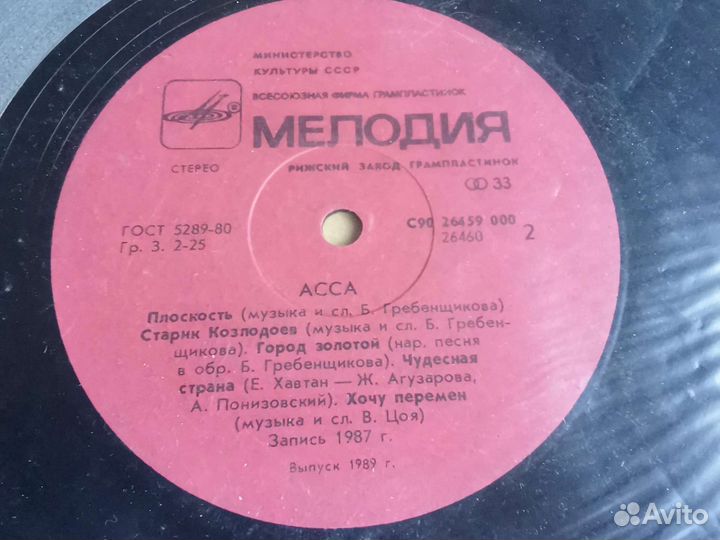 МИНИСТЕРСТВО
КУЛЬТУРЫ СССР
ВСЕСОЮЗНАЯ ФИРМА ГРАМПЛАСТИНОК
®
МЕЛОДИЯ
СТЕРЕО
РИЖСКИЙ ЗАВОД ГРАМПЛАСТИНОК
33
ГОСТ 5289-80
Гр. 3. 2-25
С90 26459 000
26460
2
АССА
Плоскость (музыка и сл. Б. Гребенщикова)
Старик Козлодоев (музыка и сл. Б. Гребен-
щикова). Город золотой (нар. песня
в обр. Б. Гребенщикова). Чудесная
страна (Е. Хавтан — Ж. Агузарова,
А. Понизовский). Хочу перемен
(музыка и сл. В. Цоя)
Запись 1987 г.
Выпуск 1989 г.
Avito